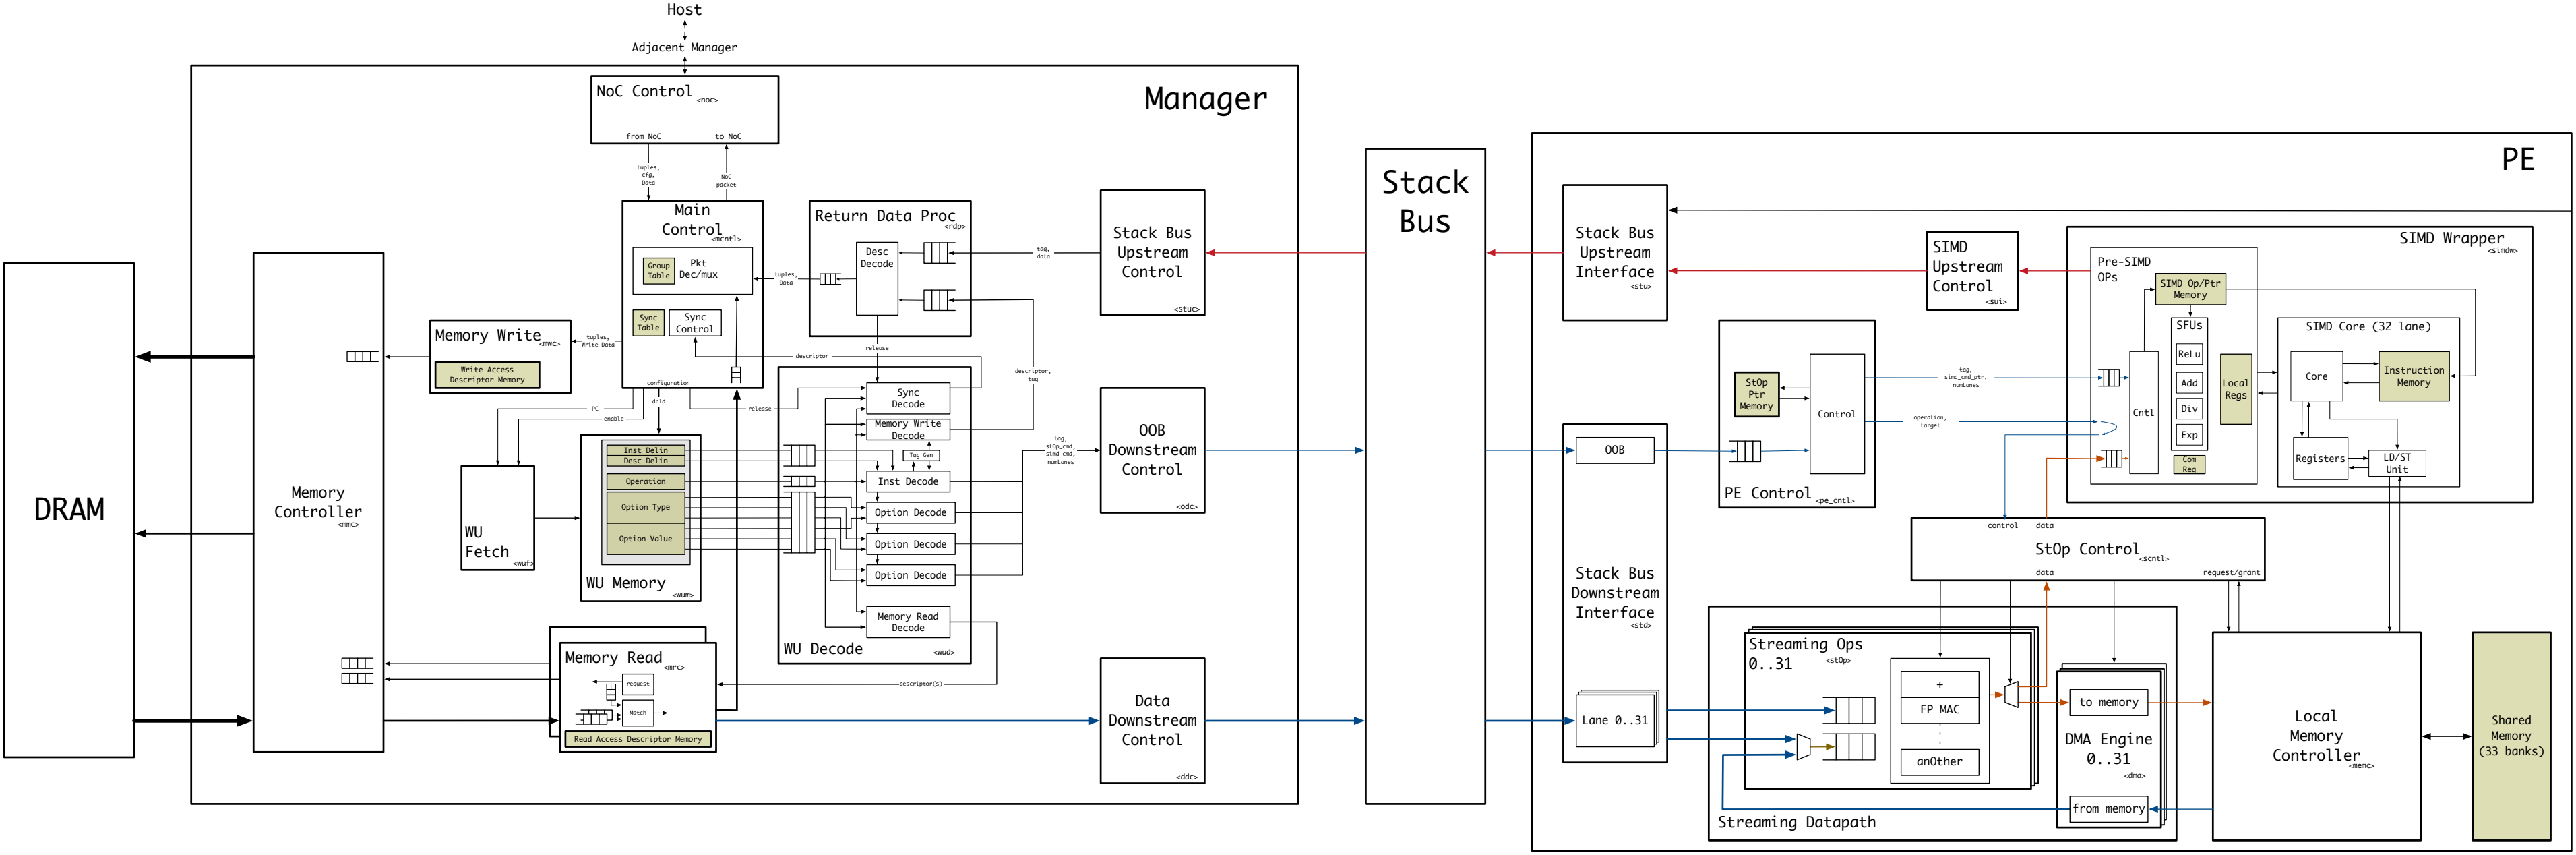 Host
Adjacent Manager
Manager
NoC Control
<noc>
from NoC
to NoC
tuples,
cfg,
Data
NoC
packet
Main
Control
<mcntl>
Group
Table
Pkt
Dec/mux
Sync
Table
Sync
Control
configuration
tuples,
Data
Return Data Proc
<rdp>
Desc
Decode
tag,
data
release
Stack Bus
Upstream
Control
<stuc>
DRAM
Memory
Controller
<mmc>
Memory Write
<mwc>
Write Access
Descriptor Memory
tuples,
Write Data
PC
enable
dnld
release
descriptor
descriptor,
tag
WU
Fetch
<wuf>
Inst Delin
Desc Delin
Operation
Option Type
Option Value
WU Memory
<wum>
Sync
Decode
Memory Write
Decode
Tag Gen
Inst Decode
Option Decode
Option Decode
Option Decode
Memory Read
Decode
WU Decode
<wud>
tag,
stOp_cmd,
simd_cmd,
numLanes
OOB
Downstream
Control
<odc>
Memory Read
<mrc>
request
Match
Read Access Descriptor Memory
descriptor(s)
Data
Downstream
Control
<ddc>
Stack
Bus
PE
Stack Bus
Upstream
Interface
<stu>
SIMD
Upstream
Control
<sui>
SIMD Wrapper
<simdw>
Pre-SIMD
OPs
SIMD Op/Ptr
Memory
SFUs
ReLu
Add
Div
Exp
Com
Reg
Cntl
Local
Regs
SIMD Core (32 lane)
Core
Instruction
Memory
Registers
LD/ST
Unit
StOp
Ptr
Memory
Control
PE Control
<pe_cntl>
tag,
simd_cmd_ptr,
numLanes
operation,
target
OOB
Stack Bus
Downstream
Interface
<std>
Lane 0..31
control
data
StOp Control
<scntl>
data
request/grant
Streaming Ops
0..31
<stOp>
+
FP MAC
anOther
to memory
DMA Engine
0..31
<dma>
from memory
Streaming Datapath
Local
Memory
Controller
<memc>
Shared
Memory
(33 banks)